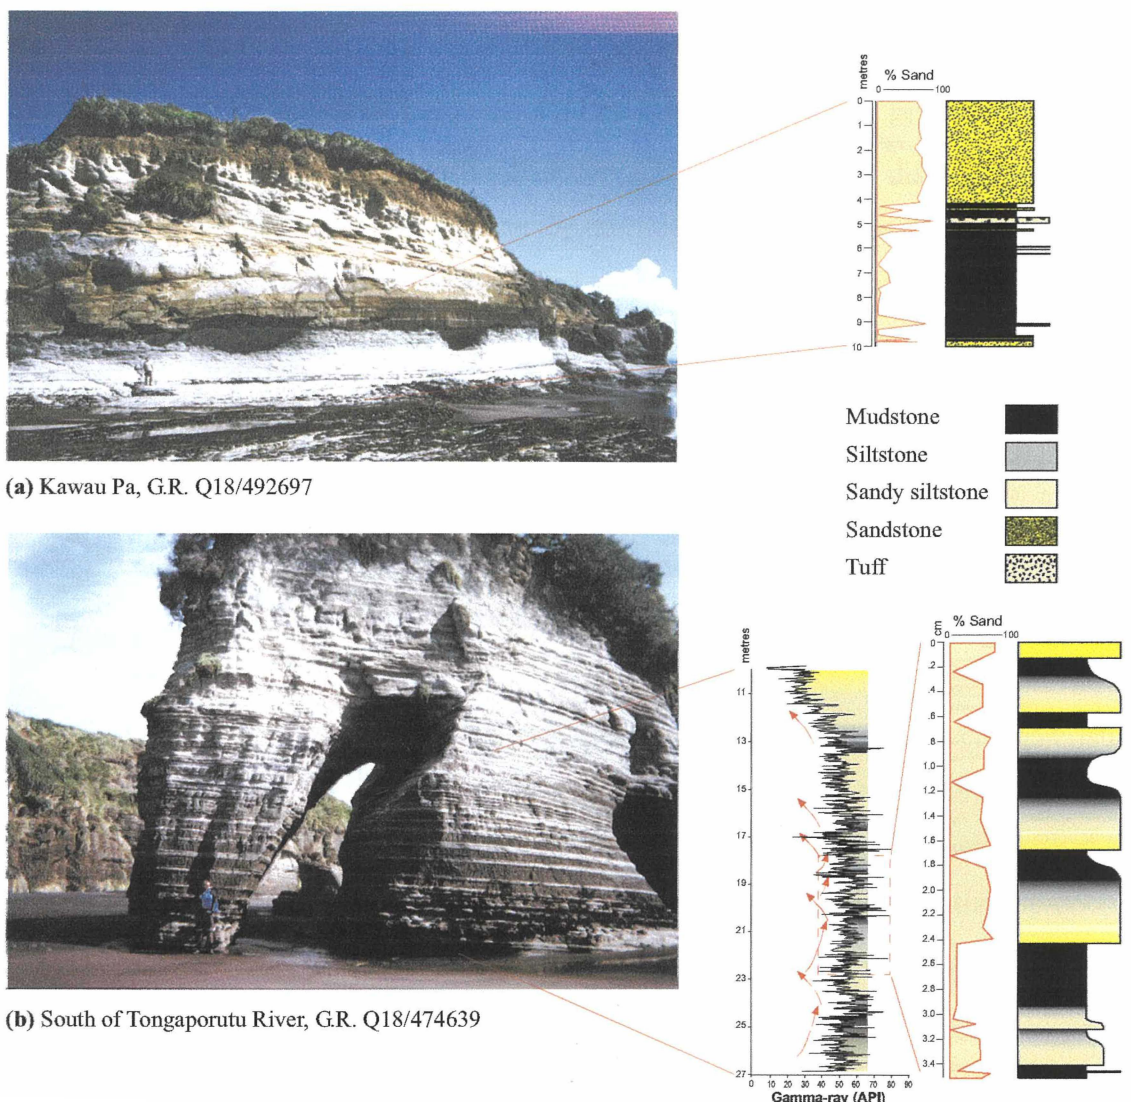 metres
% Sand
0 100
0
1
2
3
4
5
6
7
8
9
10
Mudstone
Siltstone
Sandy siltstone
Sandstone
Tuff
(a) Kawau Pa, G.R. Q18/492697
metres
11
13
15
17
19
21
23
25
27
0 10 20 30 40 50 60 70 80 90
Gamma-ray (API)
cm
% Sand
0 100
0
.2
.4
.6
.8
1.0
1.2
1.4
1.6
1.8
2.0
2.2
2.4
2.6
2.8
3.0
3.2
3.4
(b) South of Tongaporutu River, G.R. Q18/474639